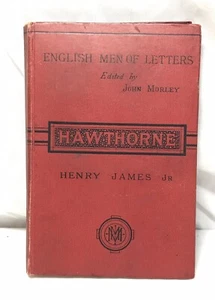 ENGLISH MEN OF LETTERS
Edited by
JOHN MORLEY
HAWTHORNE
HENRY JAMES JR